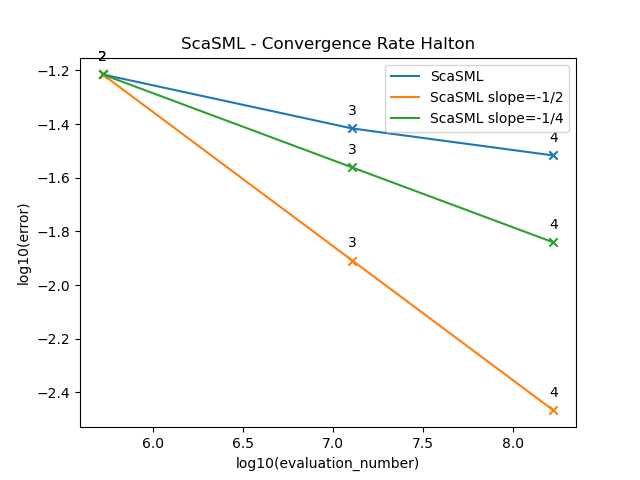 ScaSML - Convergence Rate Halton
2
3
3
3
4
4
4
ScaSML
ScaSML slope=-1/2
ScaSML slope=-1/4
−1.2
−1.4
−1.6
−1.8
−2.0
−2.2
−2.4
log10(error)
6.0 6.5 7.0 7.5 8.0
log10(evaluation_number)